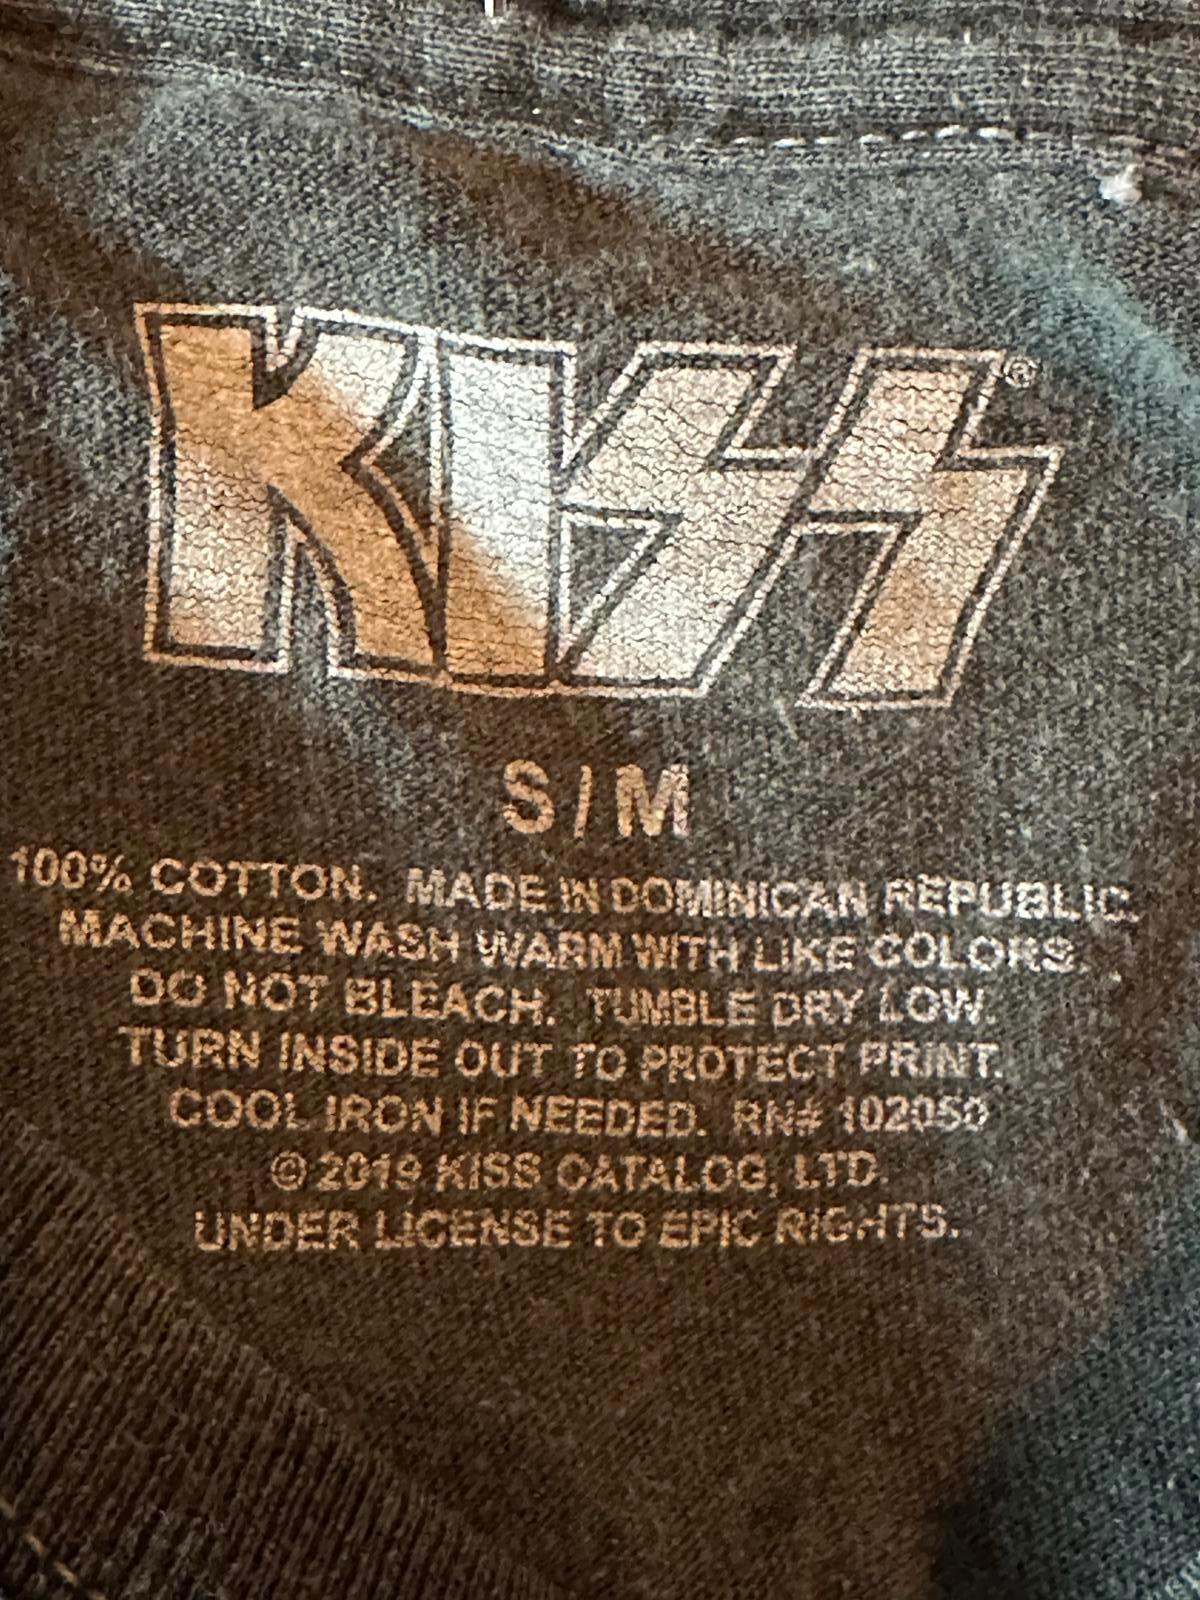 KISS®
S/M
100% COTTON. MADE IN DOMINICAN REPUBLIC.
MACHINE WASH WARM WITH LIKE COLORS.
DO NOT BLEACH. TUMBLE DRY LOW.
TURN INSIDE OUT TO PROTECT PRINT.
COOL IRON IF NEEDED. RN# 102050
© 2019 KISS CATALOG, LTD.
UNDER LICENSE TO EPIC RIGHTS.